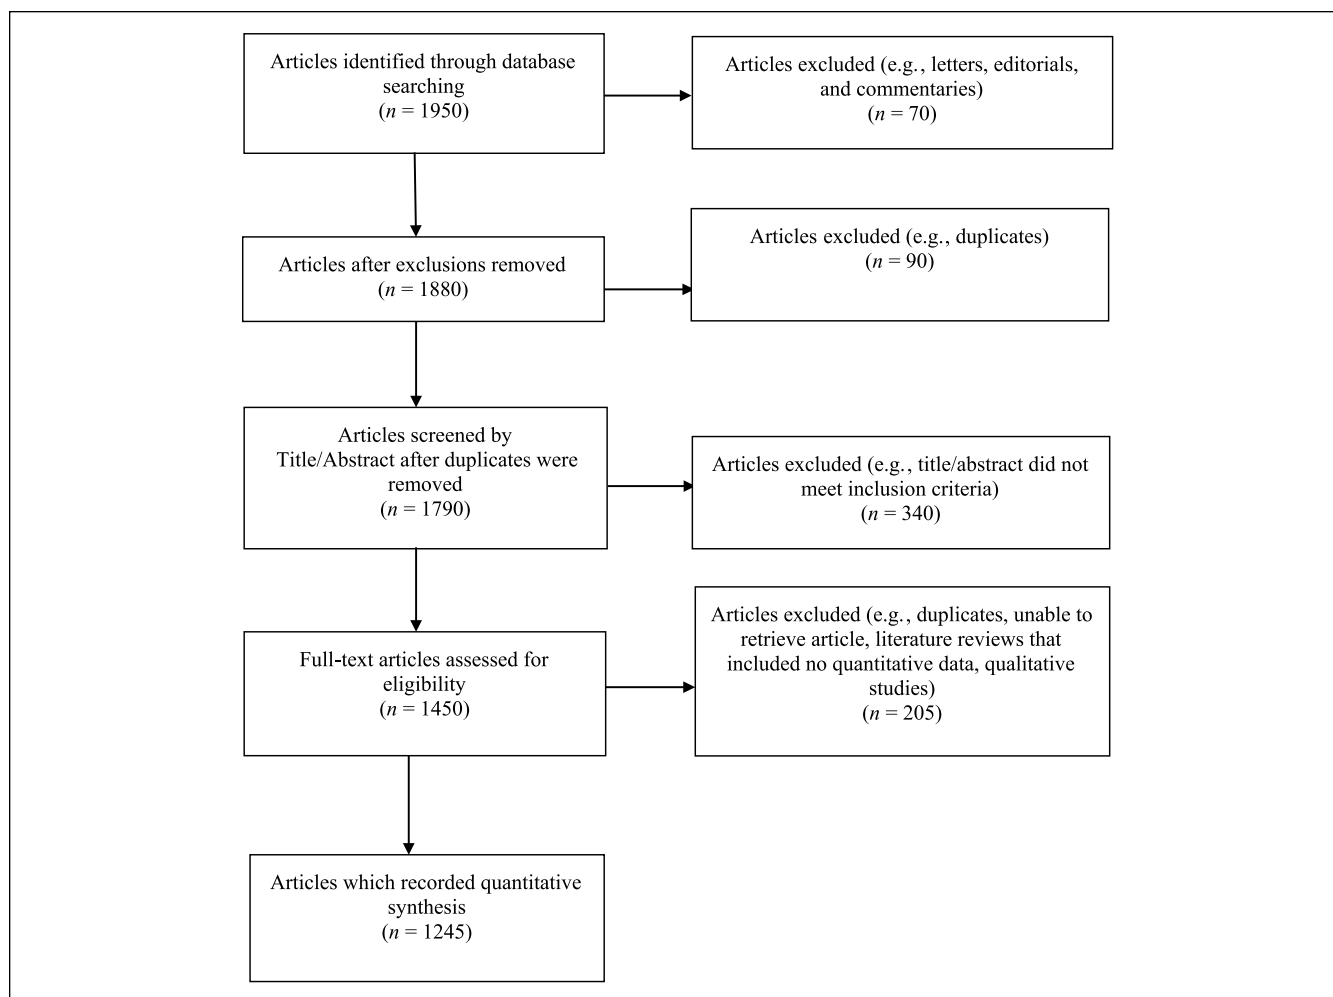 Articles identified through database
searching
(n = 1950)
Articles excluded (e.g., letters, editorials,
and commentaries)
(n = 70)
Articles after exclusions removed
(n = 1880)
Articles excluded (e.g., duplicates)
(n = 90)
Articles screened by
Title/Abstract after duplicates were
removed
(n = 1790)
Articles excluded (e.g., title/abstract did not
meet inclusion criteria)
(n = 340)
Full-text articles assessed for
eligibility
(n = 1450)
Articles excluded (e.g., duplicates, unable to
retrieve article, literature reviews that
included no quantitative data, qualitative
studies)
(n = 205)
Articles which recorded quantitative
synthesis
(n = 1245)